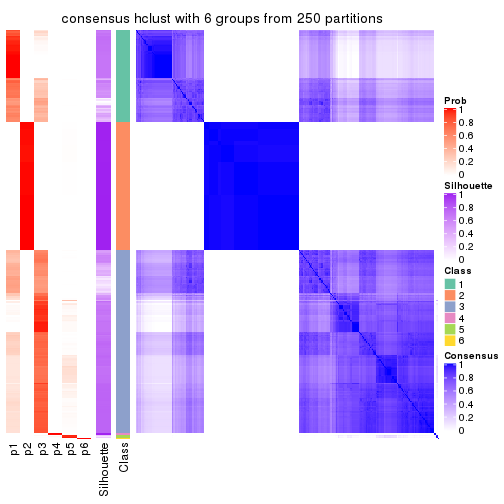 consensus hclust with 6 groups from 250 partitions
Prob
1
0.8
0.6
0.4
0.2
0
Silhouette
1
0.8
0.6
0.4
0.2
0
Class
1
2
3
4
5
6
Consensus
1
0.8
0.6
0.4
0.2
0
p1
p2
p3
p4
p5
p6
Silhouette
Class